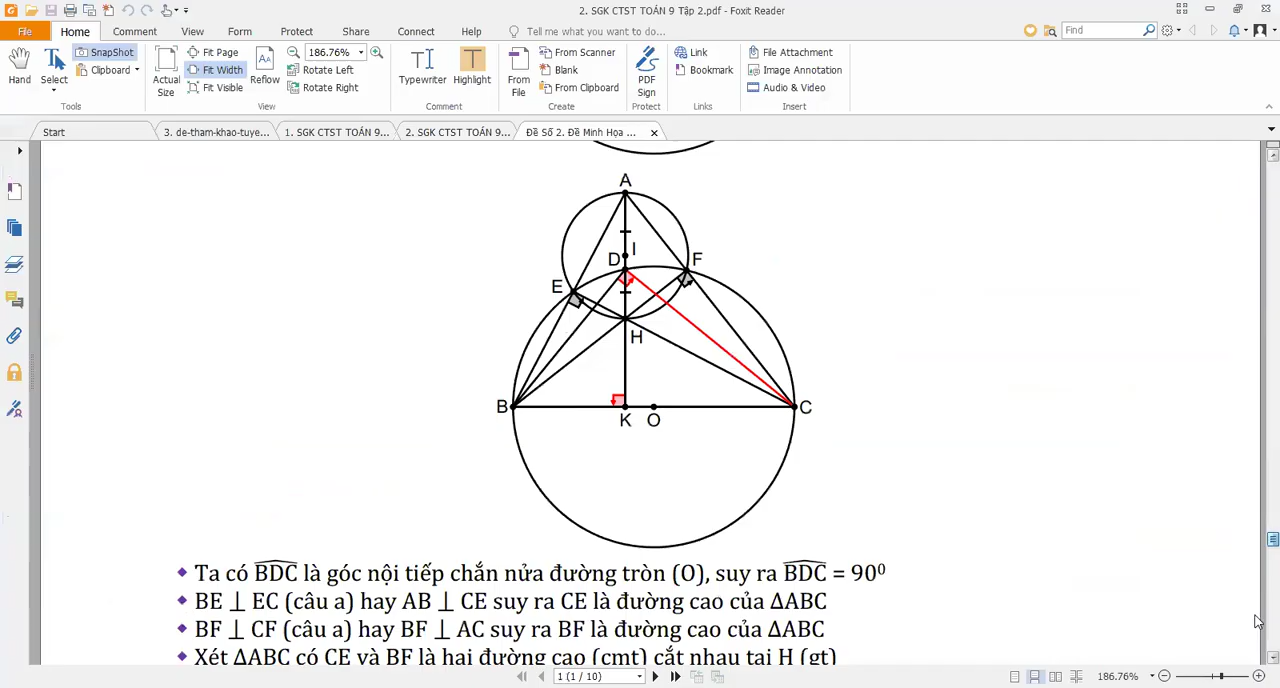 2. SGK CTST TOÁN 9 Tập 2.pdf - Foxit Reader
File Home Comment View Form Protect Share Connect Help Tell me what you want to do... Find
Hand Select SnapShot Clipboard Actual Size Fit Page Fit Width Fit Visible Reflow 186.76% Rotate Left Rotate Right Typewriter Highlight From File From Scanner Blank From Clipboard PDF Sign Link Bookmark File Attachment Image Annotation Audio & Video
Tools View Comment Create Protect Links Insert
Start 3. de-tham-khao-tuye... 1. SGK CTST TOÁN 9... 2. SGK CTST TOÁN 9... Đề Số 2. Đề Minh Họa ...
A
I
D F
E
H
B C
K O
Ta có BDC là góc nội tiếp chắn nửa đường tròn (O), suy ra BDC = 90⁰
BE ⊥ EC (câu a) hay AB ⊥ CE suy ra CE là đường cao của ΔABC
BF ⊥ CF (câu a) hay BF ⊥ AC suy ra BF là đường cao của ΔABC
Xét ΔABC có CE và BF là hai đường cao (cmt) cắt nhau tại H (gt)
1 (1 / 10) 186.76%